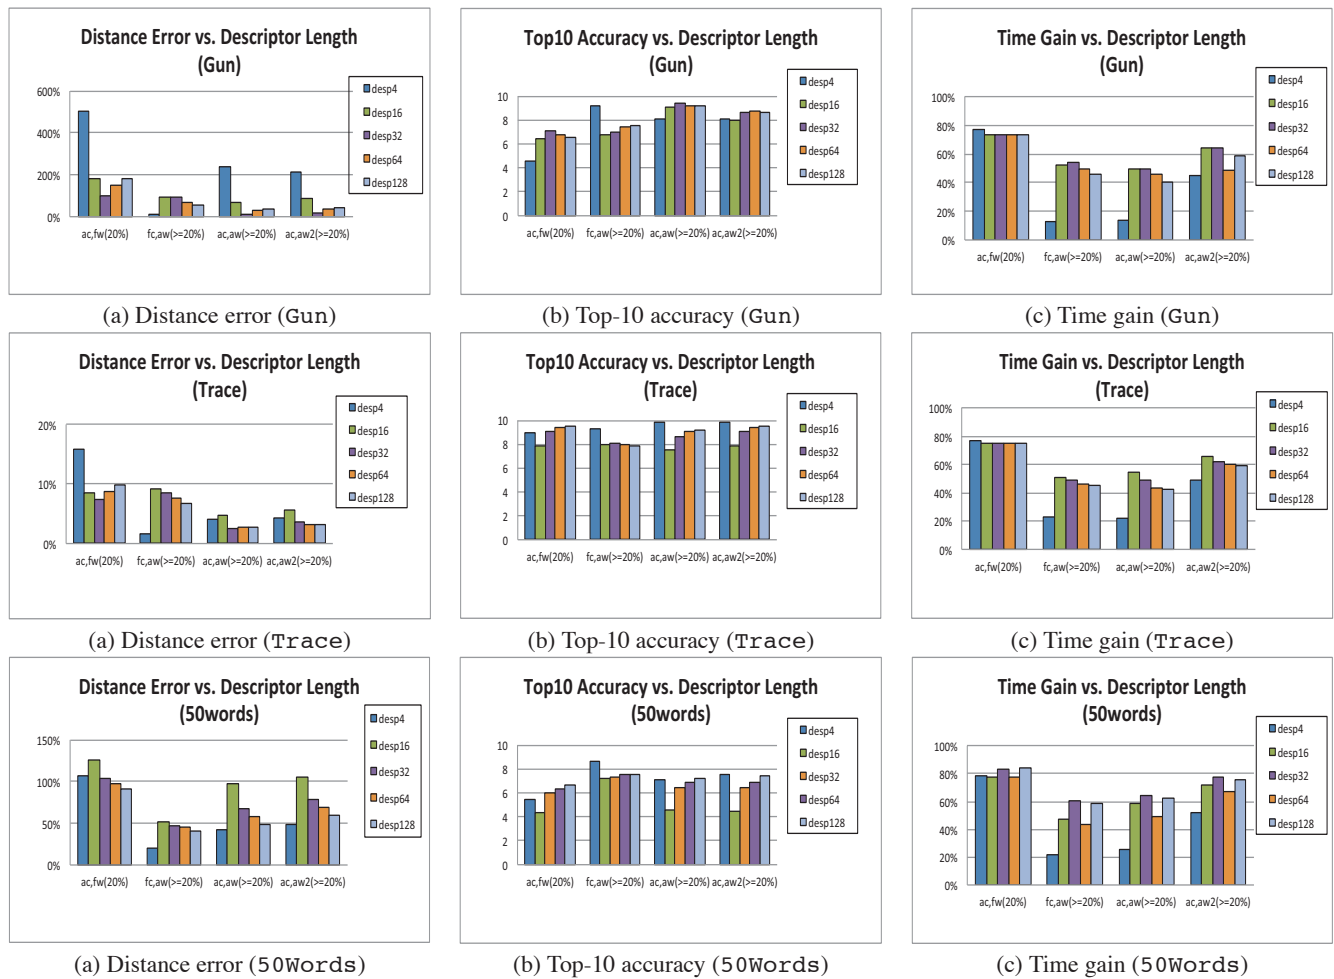 Distance Error vs. Descriptor Length
(Gun)
600%
400%
200%
0%
ac,fw(20%) fc,aw(>=20%) ac,aw(>=20%) ac,aw2(>=20%)
desp4
desp16
desp32
desp64
desp128
(a) Distance error (Gun)
Top10 Accuracy vs. Descriptor Length
(Gun)
10
8
6
4
2
0
ac,fw(20%) fc,aw(>=20%) ac,aw(>=20%) ac,aw2(>=20%)
desp4
desp16
desp32
desp64
desp128
(b) Top-10 accuracy (Gun)
Time Gain vs. Descriptor Length
(Gun)
100%
80%
60%
40%
20%
0%
ac,fw(20%) fc,aw(>=20%) ac,aw(>=20%) ac,aw2(>=20%)
desp4
desp16
desp32
desp64
desp128
(c) Time gain (Gun)
Distance Error vs. Descriptor Length
(Trace)
20%
10%
0%
ac,fw(20%) fc,aw(>=20%) ac,aw(>=20%) ac,aw2(>=20%)
desp4
desp16
desp32
desp64
desp128
(a) Distance error (Trace)
Top10 Accuracy vs. Descriptor Length
(Trace)
10
8
6
4
2
0
ac,fw(20%) fc,aw(>=20%) ac,aw(>=20%) ac,aw2(>=20%)
desp4
desp16
desp32
desp64
desp128
(b) Top-10 accuracy (Trace)
Time Gain vs. Descriptor Length
(Trace)
100%
80%
60%
40%
20%
0%
ac,fw(20%) fc,aw(>=20%) ac,aw(>=20%) ac,aw2(>=20%)
desp4
desp16
desp32
desp64
desp128
(c) Time gain (Trace)
Distance Error vs. Descriptor Length
(50words)
150%
100%
50%
0%
ac,fw(20%) fc,aw(>=20%) ac,aw(>=20%) ac,aw2(>=20%)
desp4
desp16
desp32
desp64
desp128
(a) Distance error (50Words)
Top10 Accuracy vs. Descriptor Length
(50words)
10
8
6
4
2
0
ac,fw(20%) fc,aw(>=20%) ac,aw(>=20%) ac,aw2(>=20%)
desp4
desp16
desp32
desp64
desp128
(b) Top-10 accuracy (50Words)
Time Gain vs. Descriptor Length
(50words)
100%
80%
60%
40%
20%
0%
ac,fw(20%) fc,aw(>=20%) ac,aw(>=20%) ac,aw2(>=20%)
desp4
desp16
desp32
desp64
desp128
(c) Time gain (50Words)